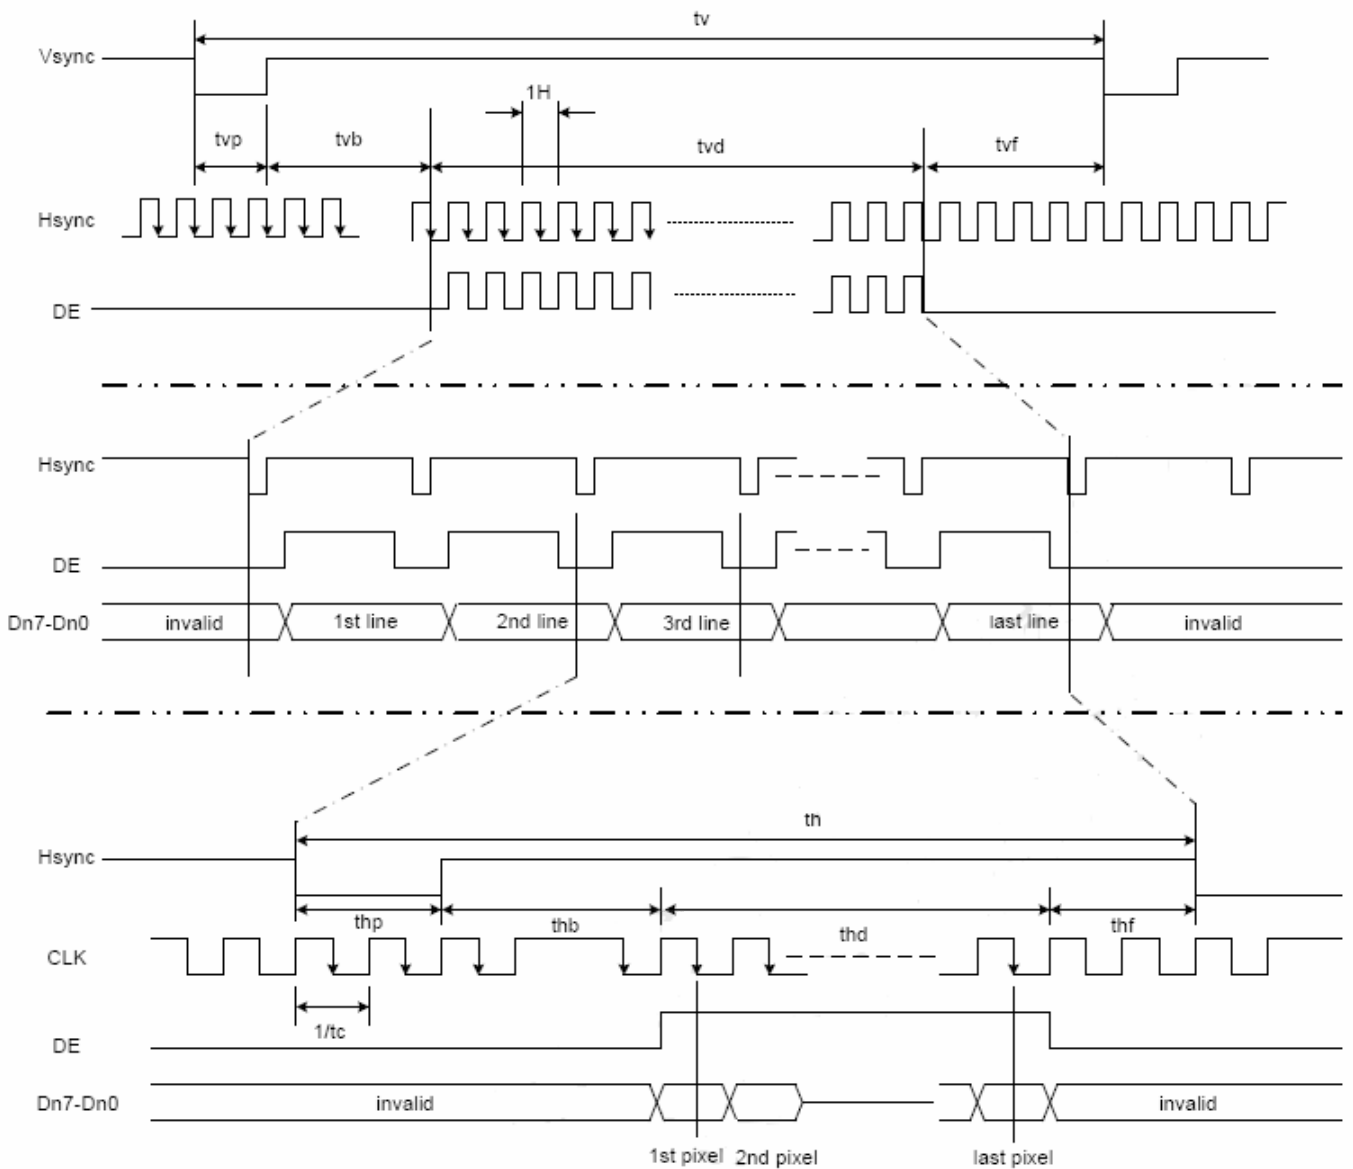 tv
Vsync
1H
tvp
tvb
tvd
tvf
Hsync
DE
Hsync
DE
Dn7-Dn0
invalid
1st line
2nd line
3rd line
last line
invalid
th
Hsync
thp
thb
thd
thf
CLK
1/tc
DE
Dn7-Dn0
invalid
invalid
1st pixel
2nd pixel
last pixel